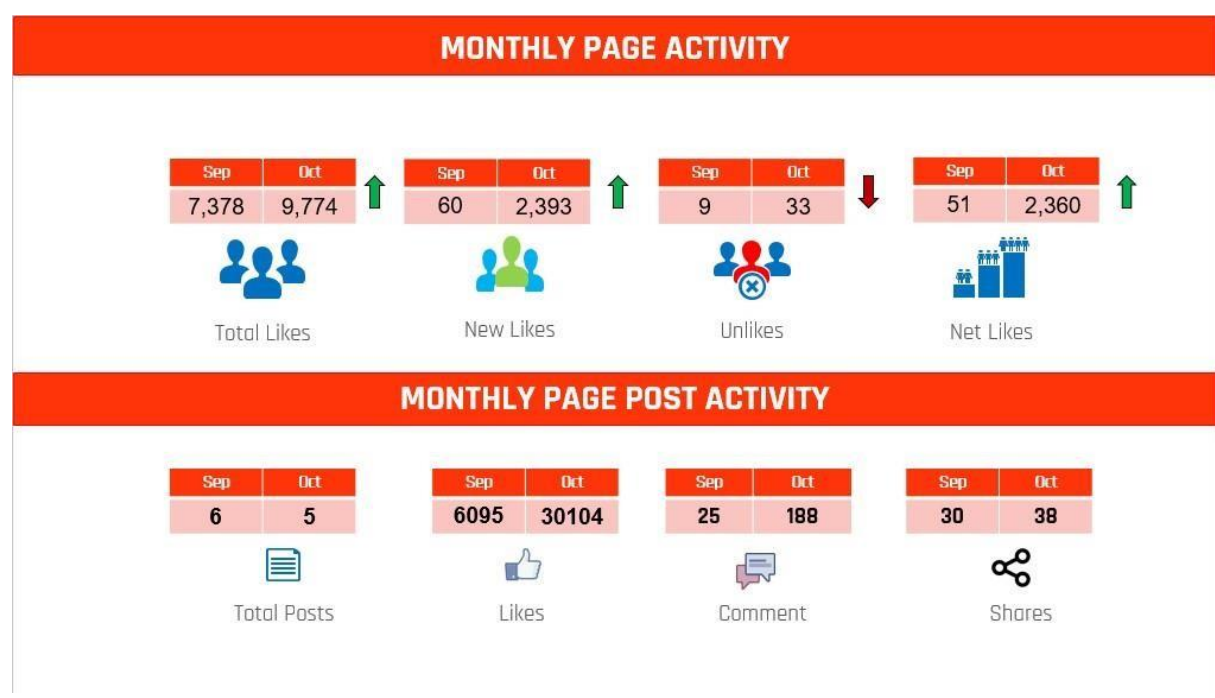 MONTHLY PAGE ACTIVITY
Sep Oct Sep Oct Sep Oct Sep Oct
7,378 9,774 60 2,393 9 33 51 2,360
Total Likes New Likes Unlikes Net Likes
MONTHLY PAGE POST ACTIVITY
Sep Oct Sep Oct Sep Oct Sep Oct
6 5 6095 30104 25 188 30 38
Total Posts Likes Comment Shares